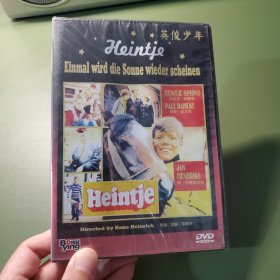 英俊少年
Heintje
Einmal wird die Sonne wieder scheinen
HEINTJE SIMONS
PAUL DAHLKE
JAN
HENDRIKS
Heintje
Directed by Hans Heinrich
DVD